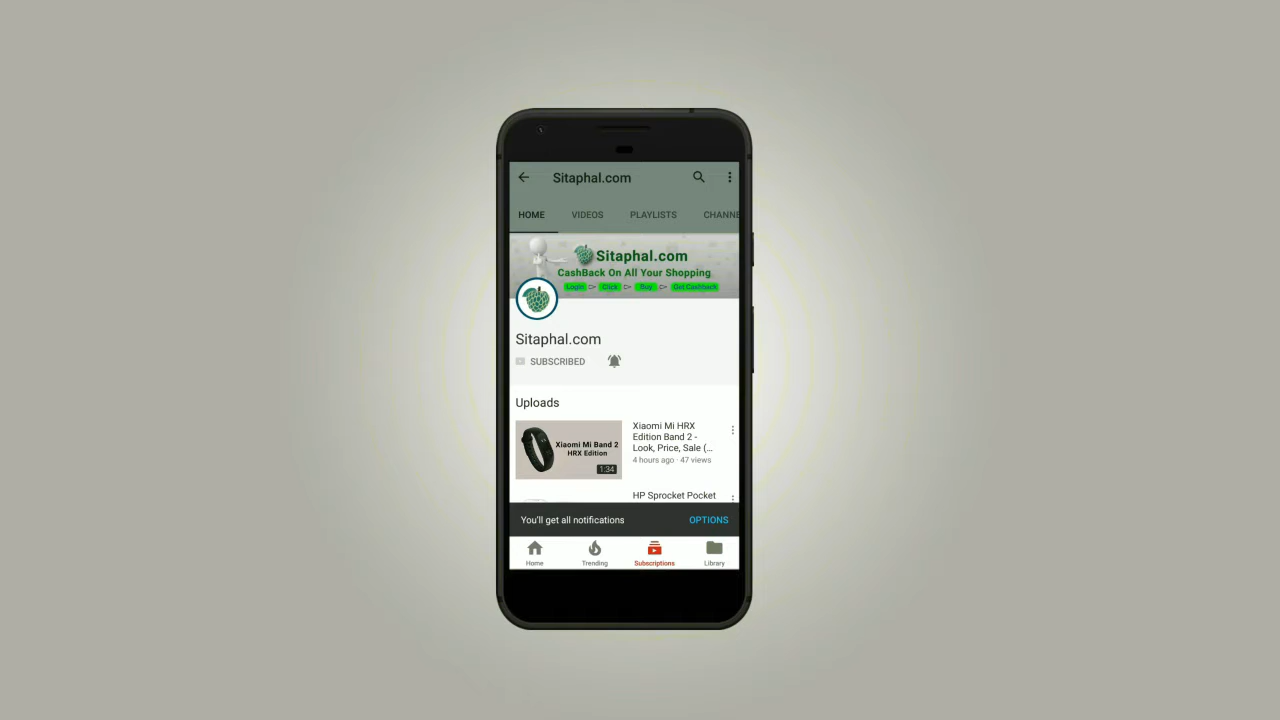 Sitaphal.com
HOME VIDEOS PLAYLISTS CHANNE
Sitaphal.com
CashBack On All Your Shopping
Login Click Buy Get Cashback
Sitaphal.com
SUBSCRIBED
Uploads
Xiaomi Mi Band 2
HRX Edition
1:34
Xiaomi Mi HRX
Edition Band 2 -
Look, Price, Sale (...
4 hours ago · 47 views
HP Sprocket Pocket
You'll get all notifications OPTIONS
Home Trending Subscriptions Library